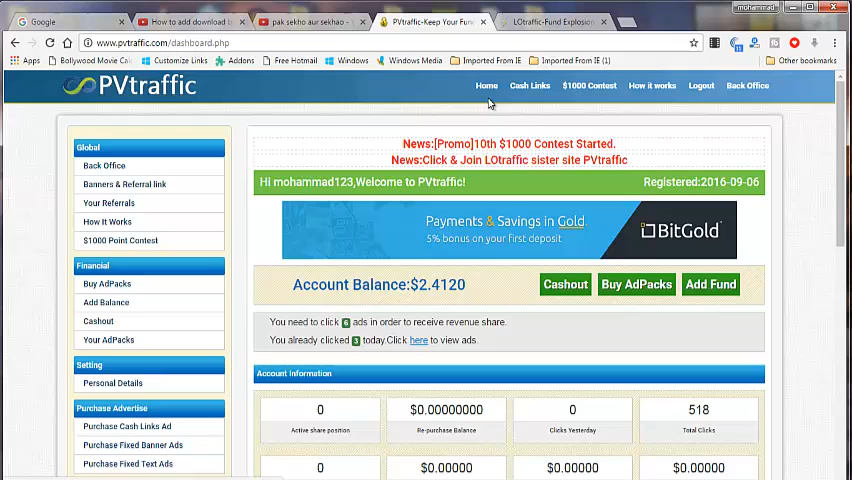 mohammad
Google
How to add download b
pak sekho aur sekhao -
PVtraffic-Keep Your Fun
LOtraffic-Fund Explosion
www.pvtraffic.com/dashboard.php
Apps
Bollywood Movie Cal
Customize Links
Addons
Free Hotmail
Windows
Windows Media
Imported From IE
Imported From IE (1)
Other bookmarks
PVtraffic
Home
Cash Links
$1000 Contest
How it works
Logout
Back Office
Global
Back Office
Banners & Referral link
Your Referrals
How It Works
$1000 Point Contest
Financial
Buy AdPacks
Add Balance
Cashout
Your AdPacks
Setting
Personal Details
Purchase Advertise
Purchase Cash Links Ad
Purchase Fixed Banner Ads
Purchase Fixed Text Ads
News:[Promo]10th $1000 Contest Started.
News:Click & Join LOtraffic sister site PVtraffic
Hi mohammad123,Welcome to PVtraffic!
Registered:2016-09-06
Payments & Savings in Gold
5% bonus on your first deposit
BitGold
Account Balance:$2.4120
Cashout
Buy AdPacks
Add Fund
You need to click 6 ads in order to receive revenue share.
You already clicked 3 today.Click here to view ads.
Account Information
0
$0.00000000
0
518
Active share position
Re-purchase Balance
Clicks Yesterday
Total Clicks
0
$0.00000
$0.00000
$0.00000